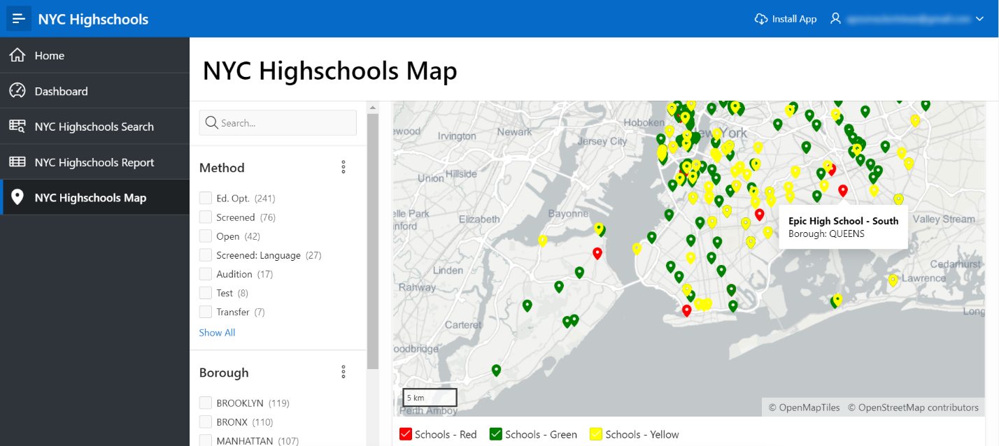 NYC Highschools
Install App
Home
Dashboard
NYC Highschools Search
NYC Highschools Report
NYC Highschools Map
NYC Highschools Map
Search...
Method
Ed. Opt. (241)
Screened (76)
Open (42)
Screened: Language (27)
Audition (17)
Test (8)
Transfer (7)
Show All
Borough
BROOKLYN (119)
BRONX (110)
MANHATTAN (107)
ewood
Irvington
Newark
Hoboken
York
Jersey City
Union
Hillside
elle Park
Bayonne
Elizabeth
anford
Epic High School - South
Borough: QUEENS
Valley Stream
Linden
Cedarhurst
Lawrence
Rahway
Long
Carteret
oodbridge
5 km
Perth Amboy
© OpenMapTiles © OpenStreetMap contributors
Schools - Red
Schools - Green
Schools - Yellow